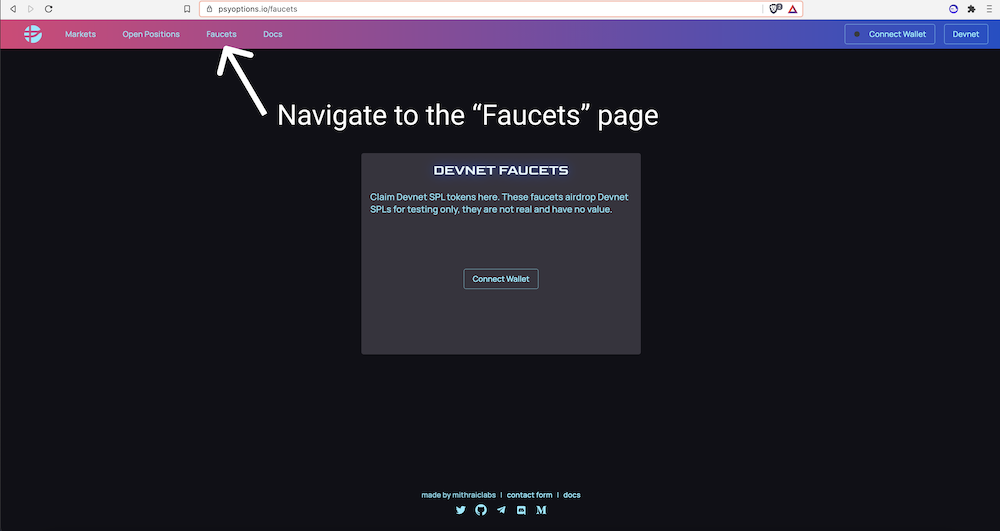 psyoptions.io/faucets
2
Markets Open Positions Faucets Docs Connect Wallet Devnet
Navigate to the “Faucets” page
DEVNET FAUCETS
Claim Devnet SPL tokens here. These faucets airdrop Devnet
SPLs for testing only, they are not real and have no value.
Connect Wallet
made by mithraiclabs | contact form | docs